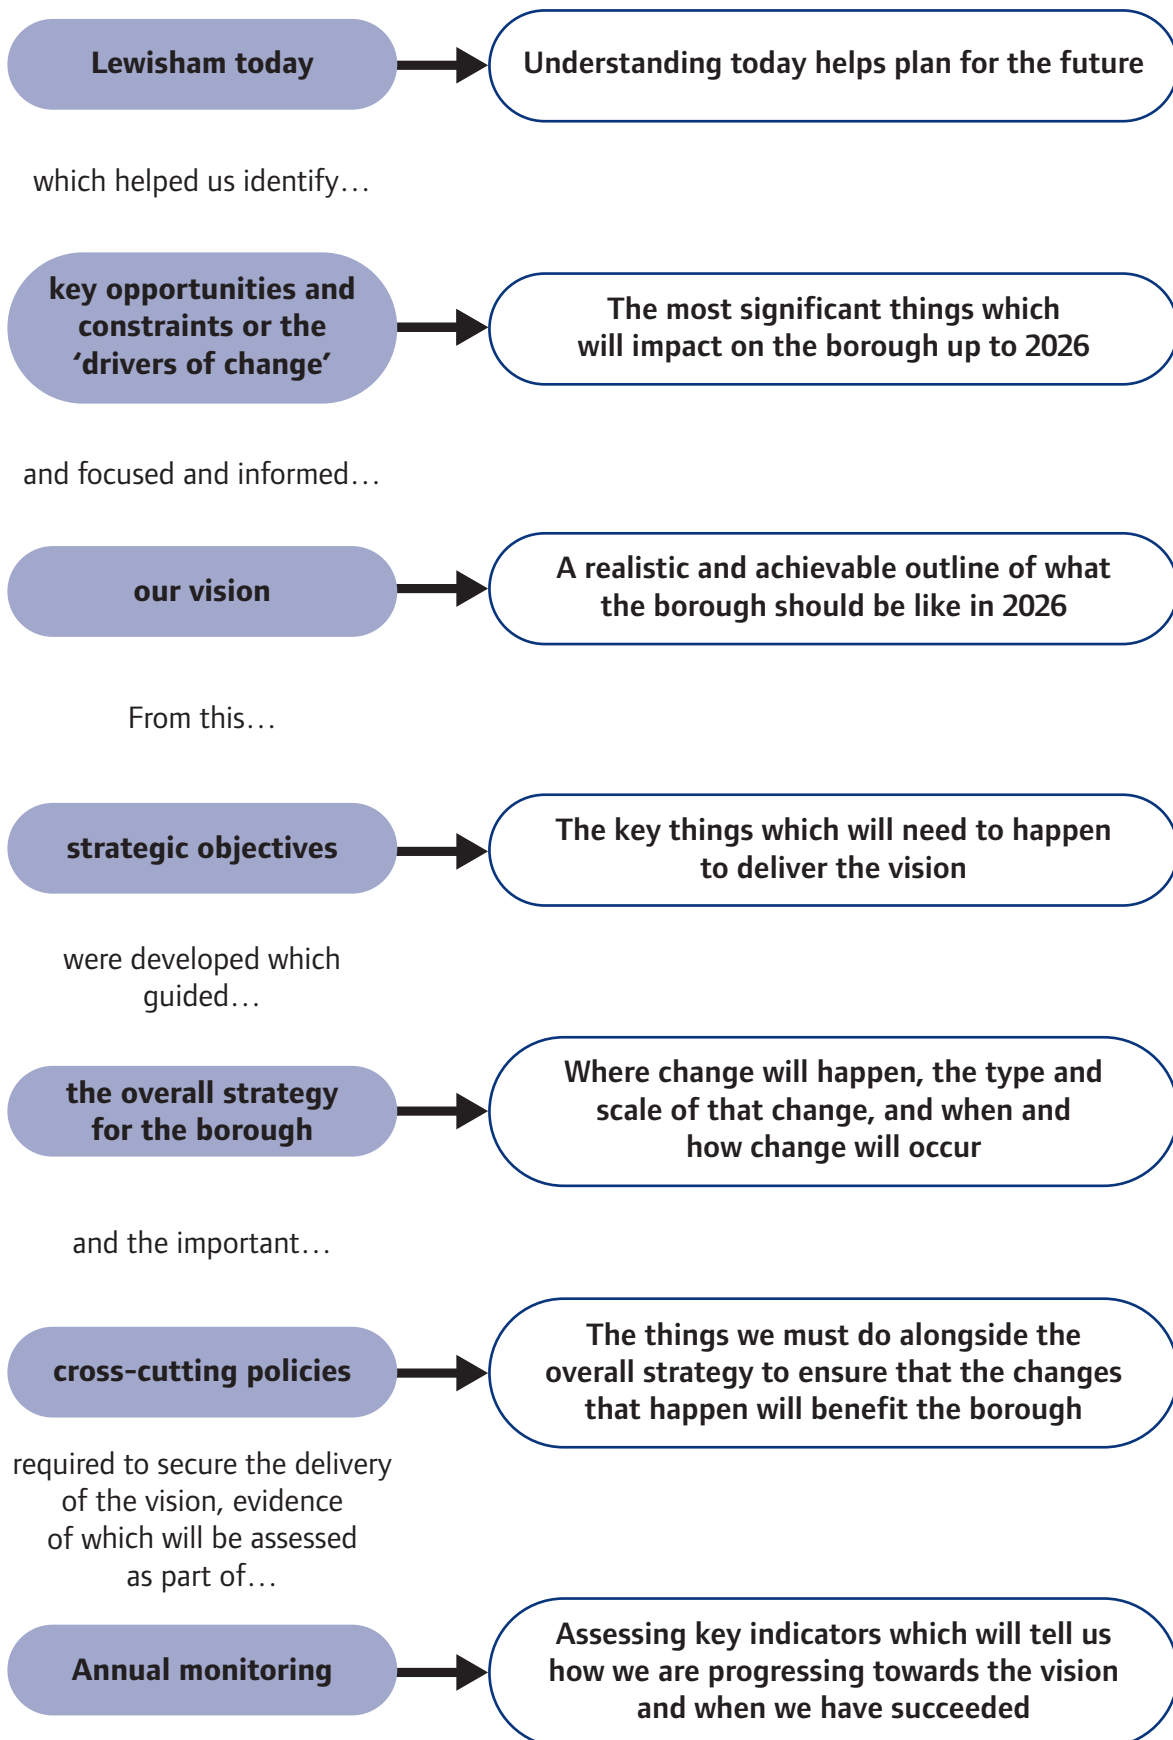 Lewisham today
Understanding today helps plan for the future
which helped us identify…
key opportunities and
constraints or the
‘drivers of change’
The most significant things which
will impact on the borough up to 2026
and focused and informed…
our vision
A realistic and achievable outline of what
the borough should be like in 2026
From this…
strategic objectives
The key things which will need to happen
to deliver the vision
were developed which
guided…
the overall strategy
for the borough
Where change will happen, the type and
scale of that change, and when and
how change will occur
and the important…
cross-cutting policies
The things we must do alongside the
overall strategy to ensure that the changes
that happen will benefit the borough
required to secure the delivery
of the vision, evidence
of which will be assessed
as part of…
Annual monitoring
Assessing key indicators which will tell us
how we are progressing towards the vision
and when we have succeeded